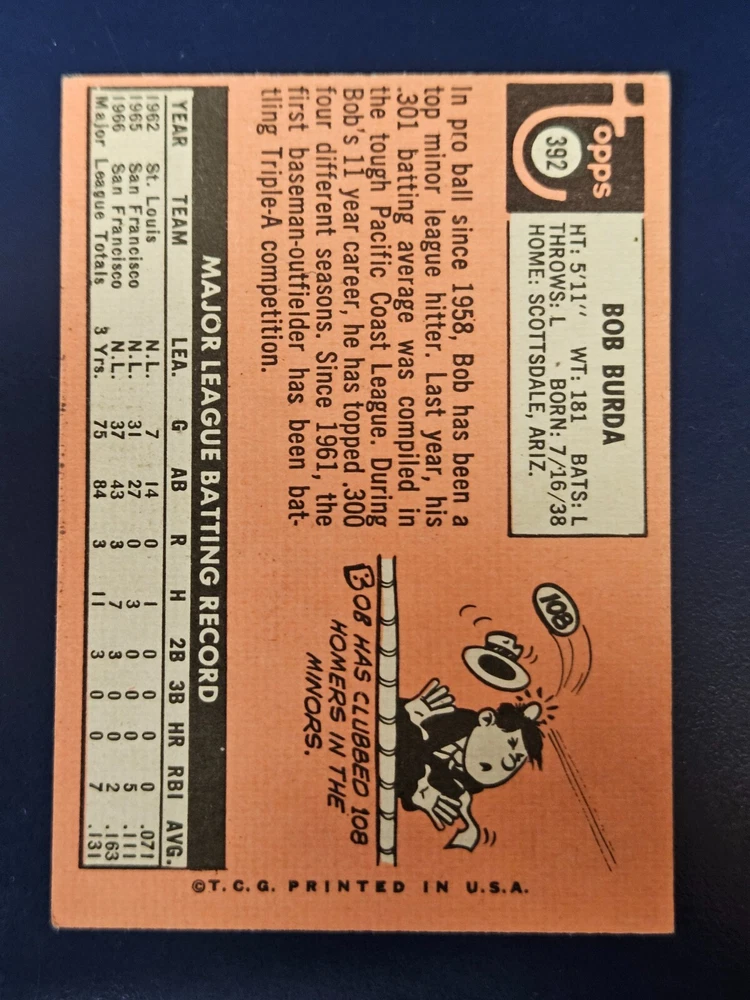 topps
392
BOB BURDA
HT: 5'11" WT: 181 BATS: L
THROWS: L BORN: 7/16/38
HOME: SCOTTSDALE, ARIZ.
In pro ball since 1958, Bob has been a
top minor league hitter. Last year, his
.301 batting average was compiled in
the tough Pacific Coast League. During
Bob's 11 year career, he has topped .300
four different seasons. Since 1961, the
first baseman-outfielder has been bat-
tling Triple-A competition.
108
P
BOB HAS CLUBBED 108
HOMERS IN THE
MINORS.
MAJOR LEAGUE BATTING RECORD
YEAR TEAM LEA. G AB R H 2B 3B HR RBI AVG.
1962 St. Louis N.L. 7 14 0 1 0 0 0 0 .071
1965 San Francisco N.L. 31 27 0 3 0 0 0 5 .111
1966 San Francisco N.L. 37 43 3 7 3 0 0 2 .163
Major League Totals 3 Yrs. 75 84 3 11 3 0 0 7 .131
©T.C.G. PRINTED IN U.S.A.